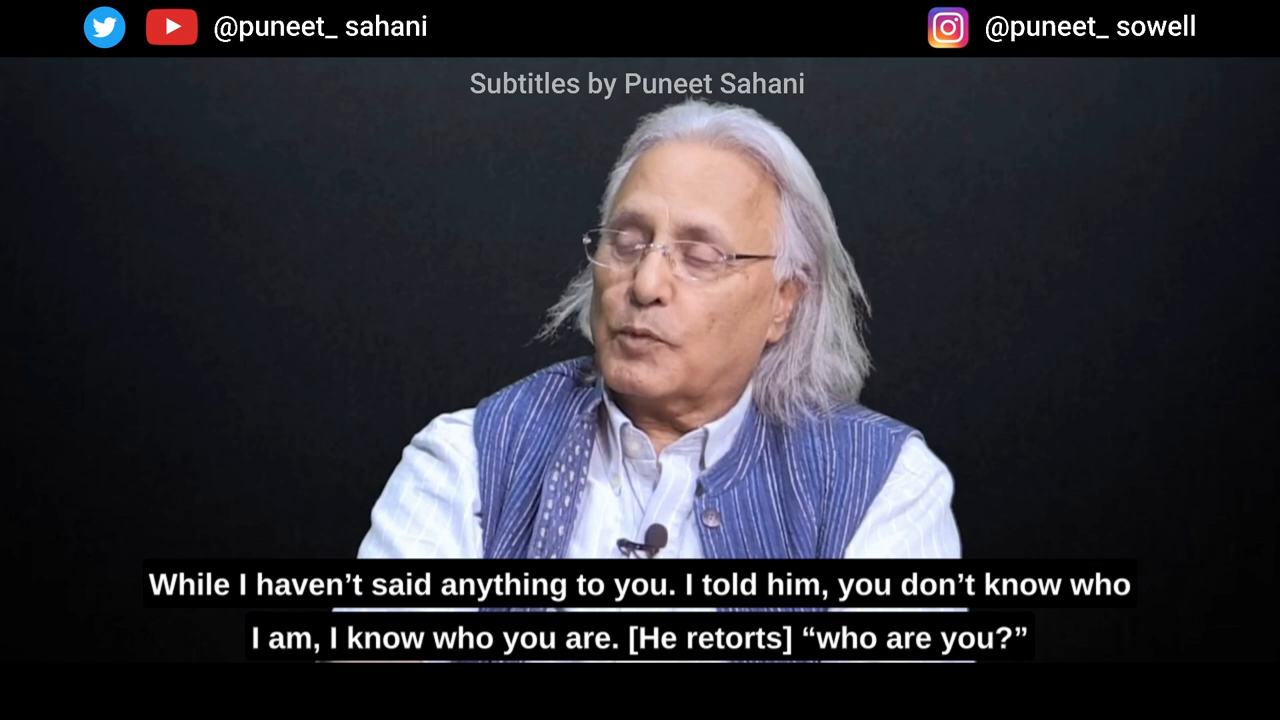 @puneet_ sahani
@puneet_ sowell
Subtitles by Puneet Sahani
While I haven’t said anything to you. I told him, you don’t know who
I am, I know who you are. [He retorts] “who are you?”